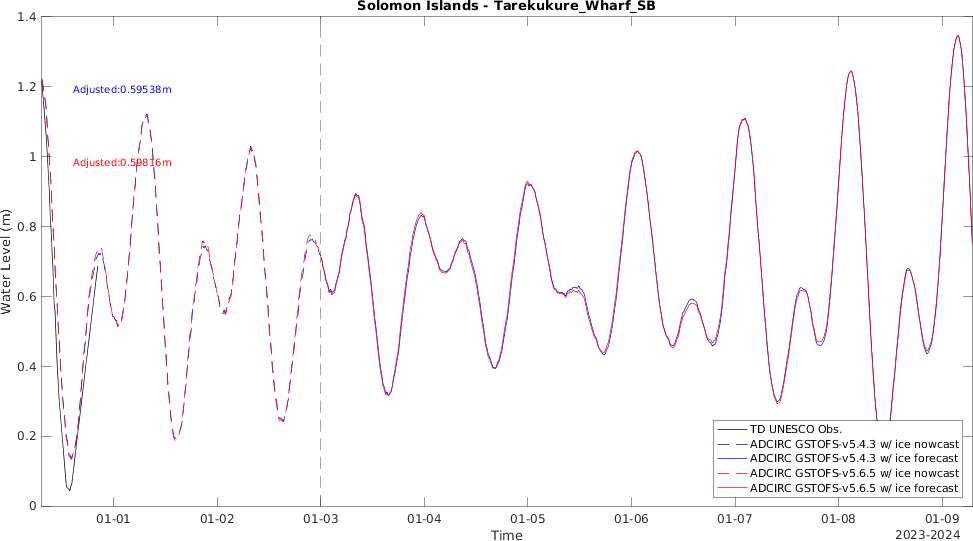 Solomon Islands - Tarekukure_Wharf_SB
1.4
1.2
1
0.8
0.6
0.4
0.2
0
Water Level (m)
Adjusted:0.59538m
Adjusted:0.59816m
TD UNESCO Obs.
ADCIRC GSTOFS-v5.4.3 w/ ice nowcast
ADCIRC GSTOFS-v5.4.3 w/ ice forecast
ADCIRC GSTOFS-v5.6.5 w/ ice nowcast
ADCIRC GSTOFS-v5.6.5 w/ ice forecast
01-01 01-02 01-03 01-04 01-05 01-06 01-07 01-08 01-09
Time
2023-2024